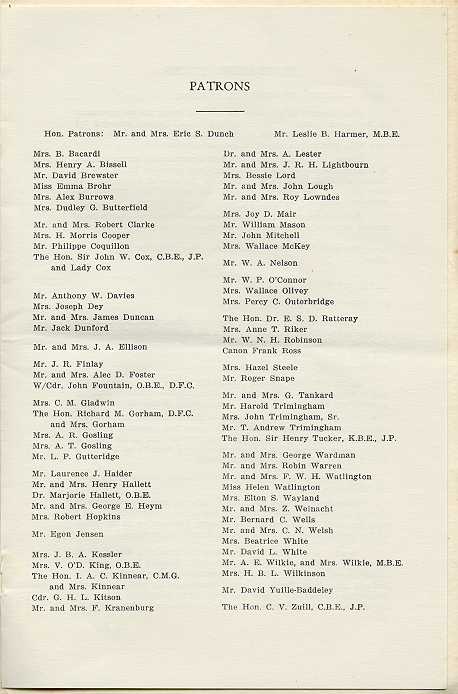 PATRONS
Hon. Patrons: Mr. and Mrs. Eric S. Dunch Mr. Leslie B. Harmer, M.B.E.
Mrs. B. Bacardi
Mrs. Henry A. Bissell
Mr. David Brewster
Miss Emma Brohr
Mrs. Alex Burrows
Mrs. Dudley G. Butterfield
Mr. and Mrs. Robert Clarke
Mrs. H. Morris Cooper
Mr. Philippe Coquillon
The Hon. Sir John W. Cox, C.B.E., J.P.
and Lady Cox
Mr. Anthony W. Davies
Mrs. Joseph Dey
Mr. and Mrs. James Duncan
Mr. Jack Dunford
Mr. and Mrs. J. A. Ellison
Mr. J. R. Finlay
Mr. and Mrs. Alec D. Foster
W/Cdr. John Fountain, O.B.E., D.F.C.
Mrs. C. M. Gladwin
The Hon. Richard M. Gorham, D.F.C.
and Mrs. Gorham
Mrs. A. R. Gosling
Mrs. A. T. Gosling
Mr. L. P. Gutteridge
Mr. Laurence J. Haider
Mr. and Mrs. Henry Hallett
Dr. Marjorie Hallett, O.B.E.
Mr. and Mrs. George E. Heym
Mrs. Robert Hopkins
Mr. Egon Jensen
Mrs. J. B. A. Kessler
Mrs. V. O'D. King, O.B.E.
The Hon. I. A. C. Kinnear, C.M.G.
and Mrs. Kinnear
Cdr. G. H. L. Kitson
Mr. and Mrs. F. Kranenburg
Dr. and Mrs. A. Lester
Mr. and Mrs. J. R. H. Lightbourn
Mrs. Bessie Lord
Mr. and Mrs. John Lough
Mr. and Mrs. Roy Lowndes
Mrs. Joy D. Mair
Mr. William Mason
Mr. John Mitchell
Mrs. Wallace McKey
Mr. W. A. Nelson
Mr. W. P. O'Connor
Mrs. Wallace Olivey
Mrs. Percy C. Outerbridge
The Hon. Dr. E. S. D. Ratteray
Mrs. Anne T. Riker
Mr. W. N. H. Robinson
Canon Frank Ross
Mrs. Hazel Steele
Mr. Roger Snape
Mr. and Mrs. G. Tankard
Mr. Harold Trimingham
Mrs. John Trimingham, Sr.
Mr. T. Andrew Trimingham
The Hon. Sir Henry Tucker, K.B.E., J.P.
Mr. and Mrs. George Wardman
Mr. and Mrs. Robin Warren
Mr. and Mrs. F. W. H. Watlington
Miss Helen Watlington
Mrs. Elton S. Wayland
Mr. and Mrs. Z. Weinacht
Mr. Bernard C. Wells
Mr. and Mrs. C. N. Welsh
Mrs. Beatrice White
Mr. David L. White
Mr. A. E. Wilkie, and Mrs. Wilkie, M.B.E.
Mrs. H. B. L. Wilkinson
Mr. David Yuille-Baddeley
The Hon. C. V. Zuill, C.B.E., J.P.